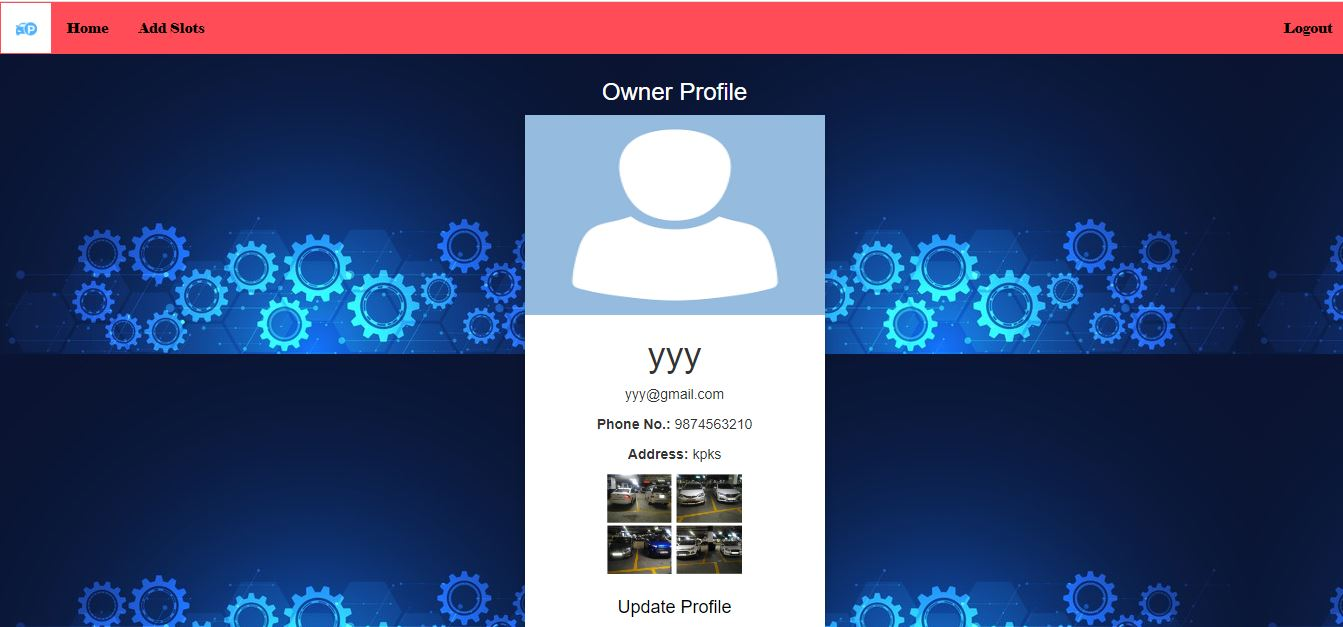 P
Home
Add Slots
Logout
Owner Profile
yyy
yyy@gmail.com
Phone No.: 9874563210
Address: kpks
Update Profile